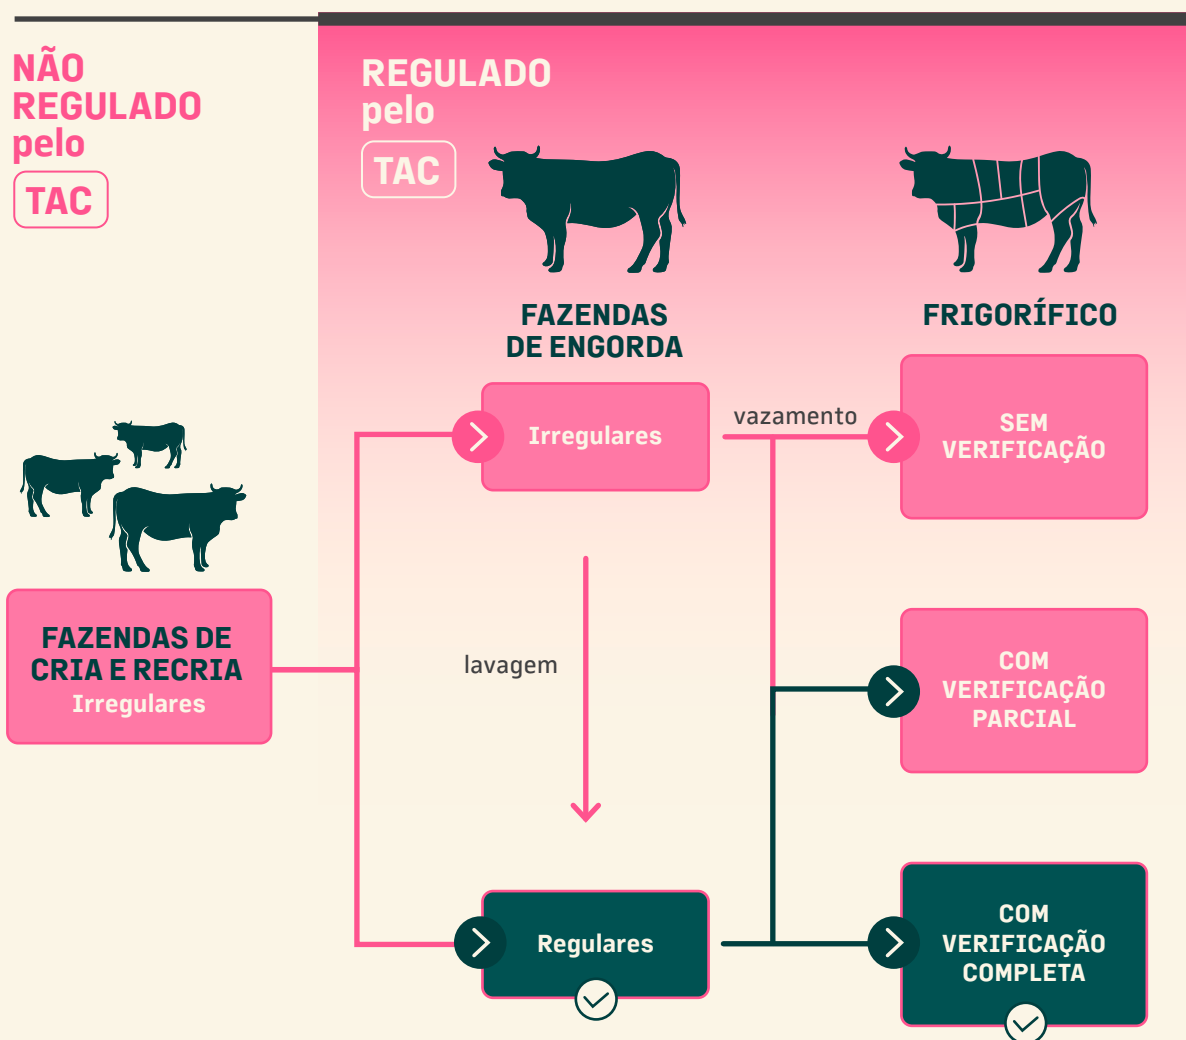 NÃO
REGULADO
pelo
TAC
REGULADO
pelo
TAC
FAZENDAS
DE ENGORDA
FRIGORÍFICO
Irregulares
vazamento
SEM
VERIFICAÇÃO
FAZENDAS DE
CRIA E RECRIA
Irregulares
lavagem
COM
VERIFICAÇÃO
PARCIAL
Regulares
COM
VERIFICAÇÃO
COMPLETA